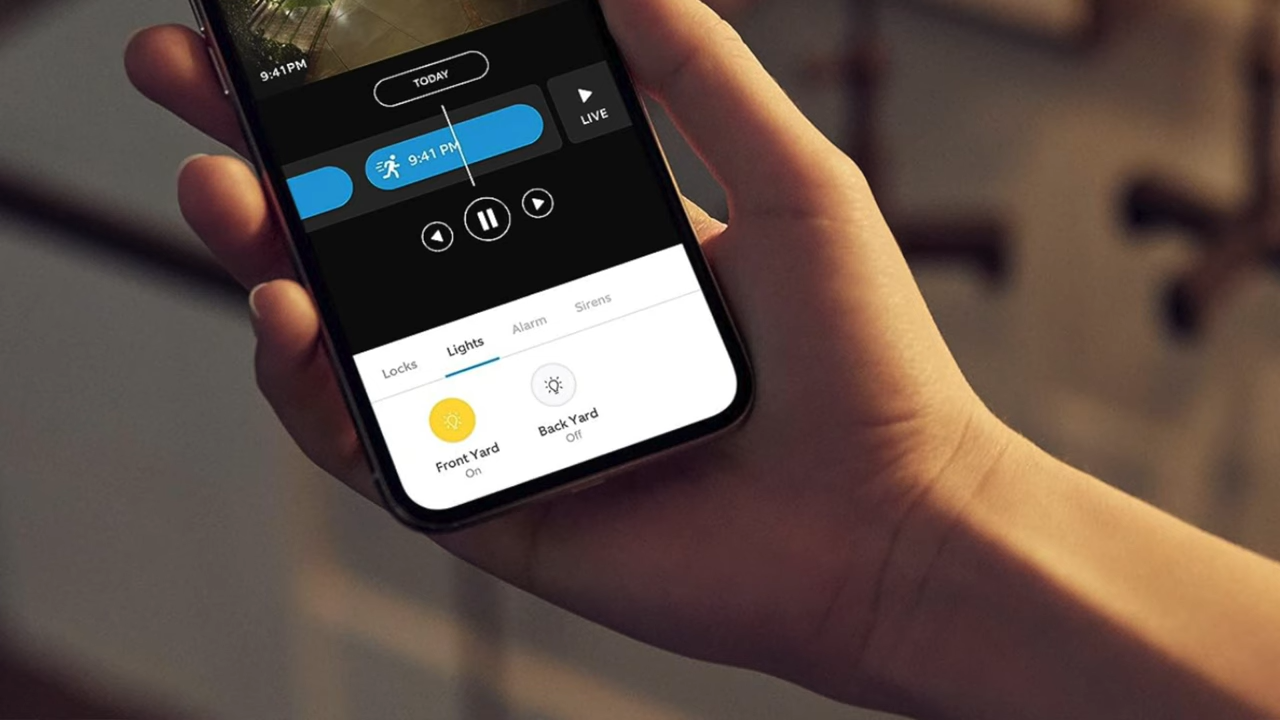 9:41PM
TODAY
9:41 PM
LIVE
Locks
Lights
Alarm
Sirens
Front Yard
On
Back Yard
Off